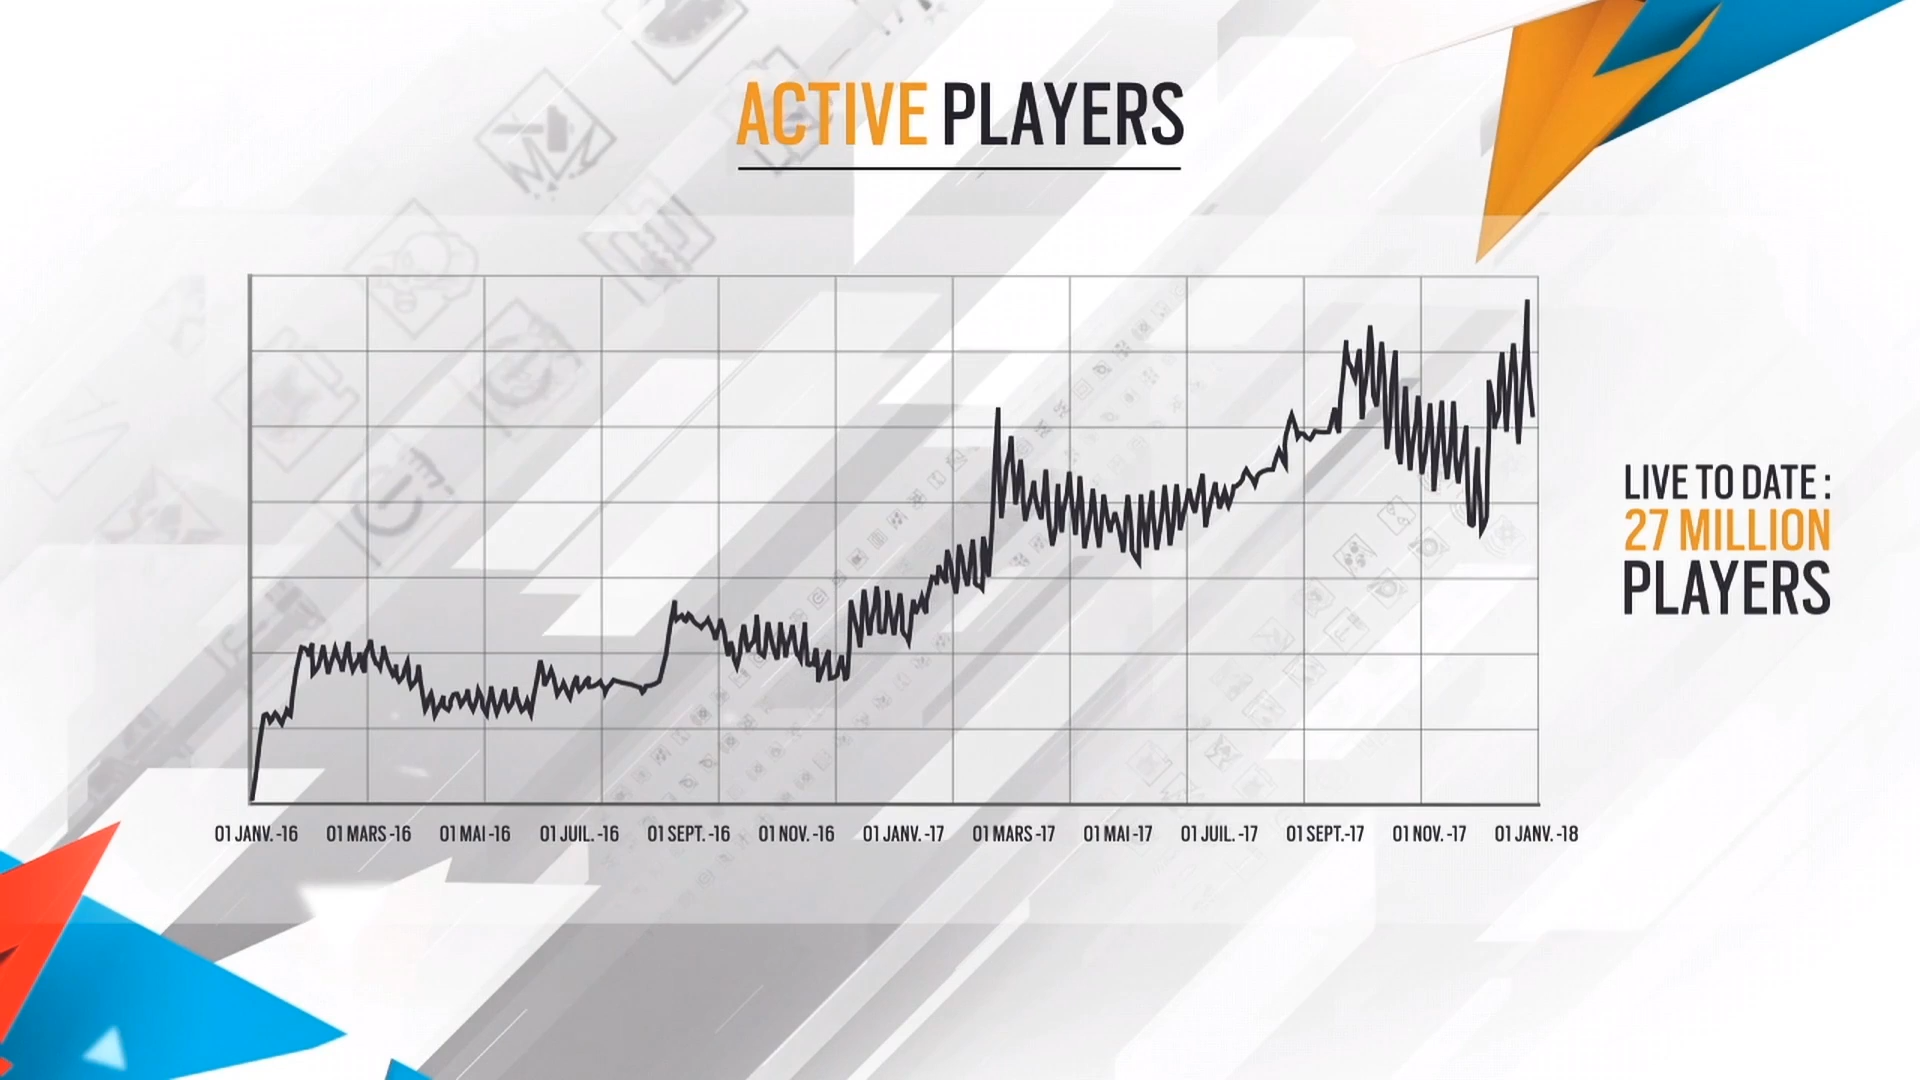 ACTIVE PLAYERS
LIVE TO DATE :
27 MILLION
PLAYERS
01 JANV. -16
01 MARS -16
01 MAI -16
01 JUIL. -16
01 SEPT. -16
01 NOV. -16
01 JANV. -17
01 MARS -17
01 MAI -17
01 JUIL. -17
01 SEPT.-17
01 NOV. -17
01 JANV. -18